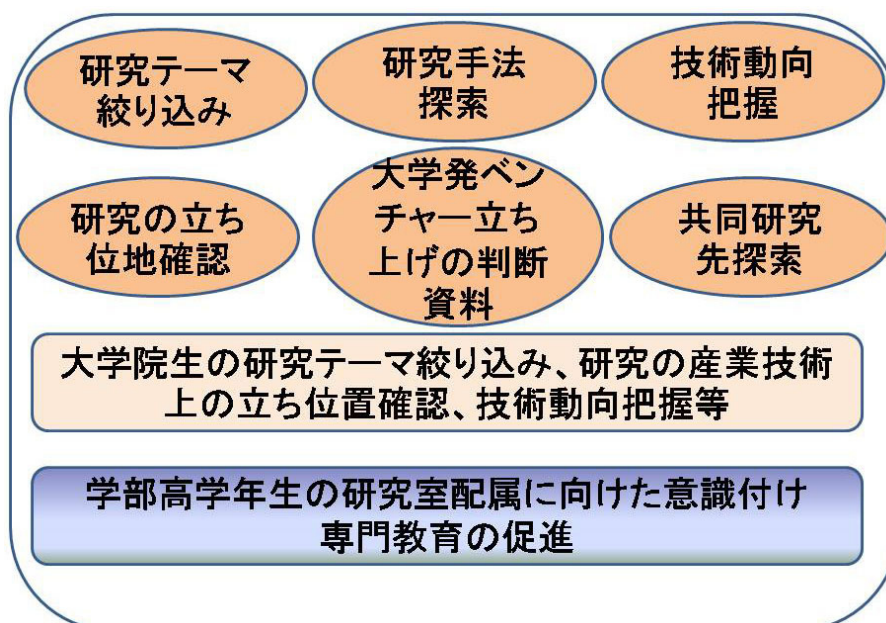 研究テーマ
絞り込み
研究手法
探索
技術動向
把握
研究の立ち
位地確認
大学発ベン
チャー立ち
上げの判断
資料
共同研究
先探索
大学院生の研究テーマ絞り込み、研究の産業技術
上の立ち位置確認、技術動向把握等
学部高学年生の研究室配属に向けた意識付け
専門教育の促進